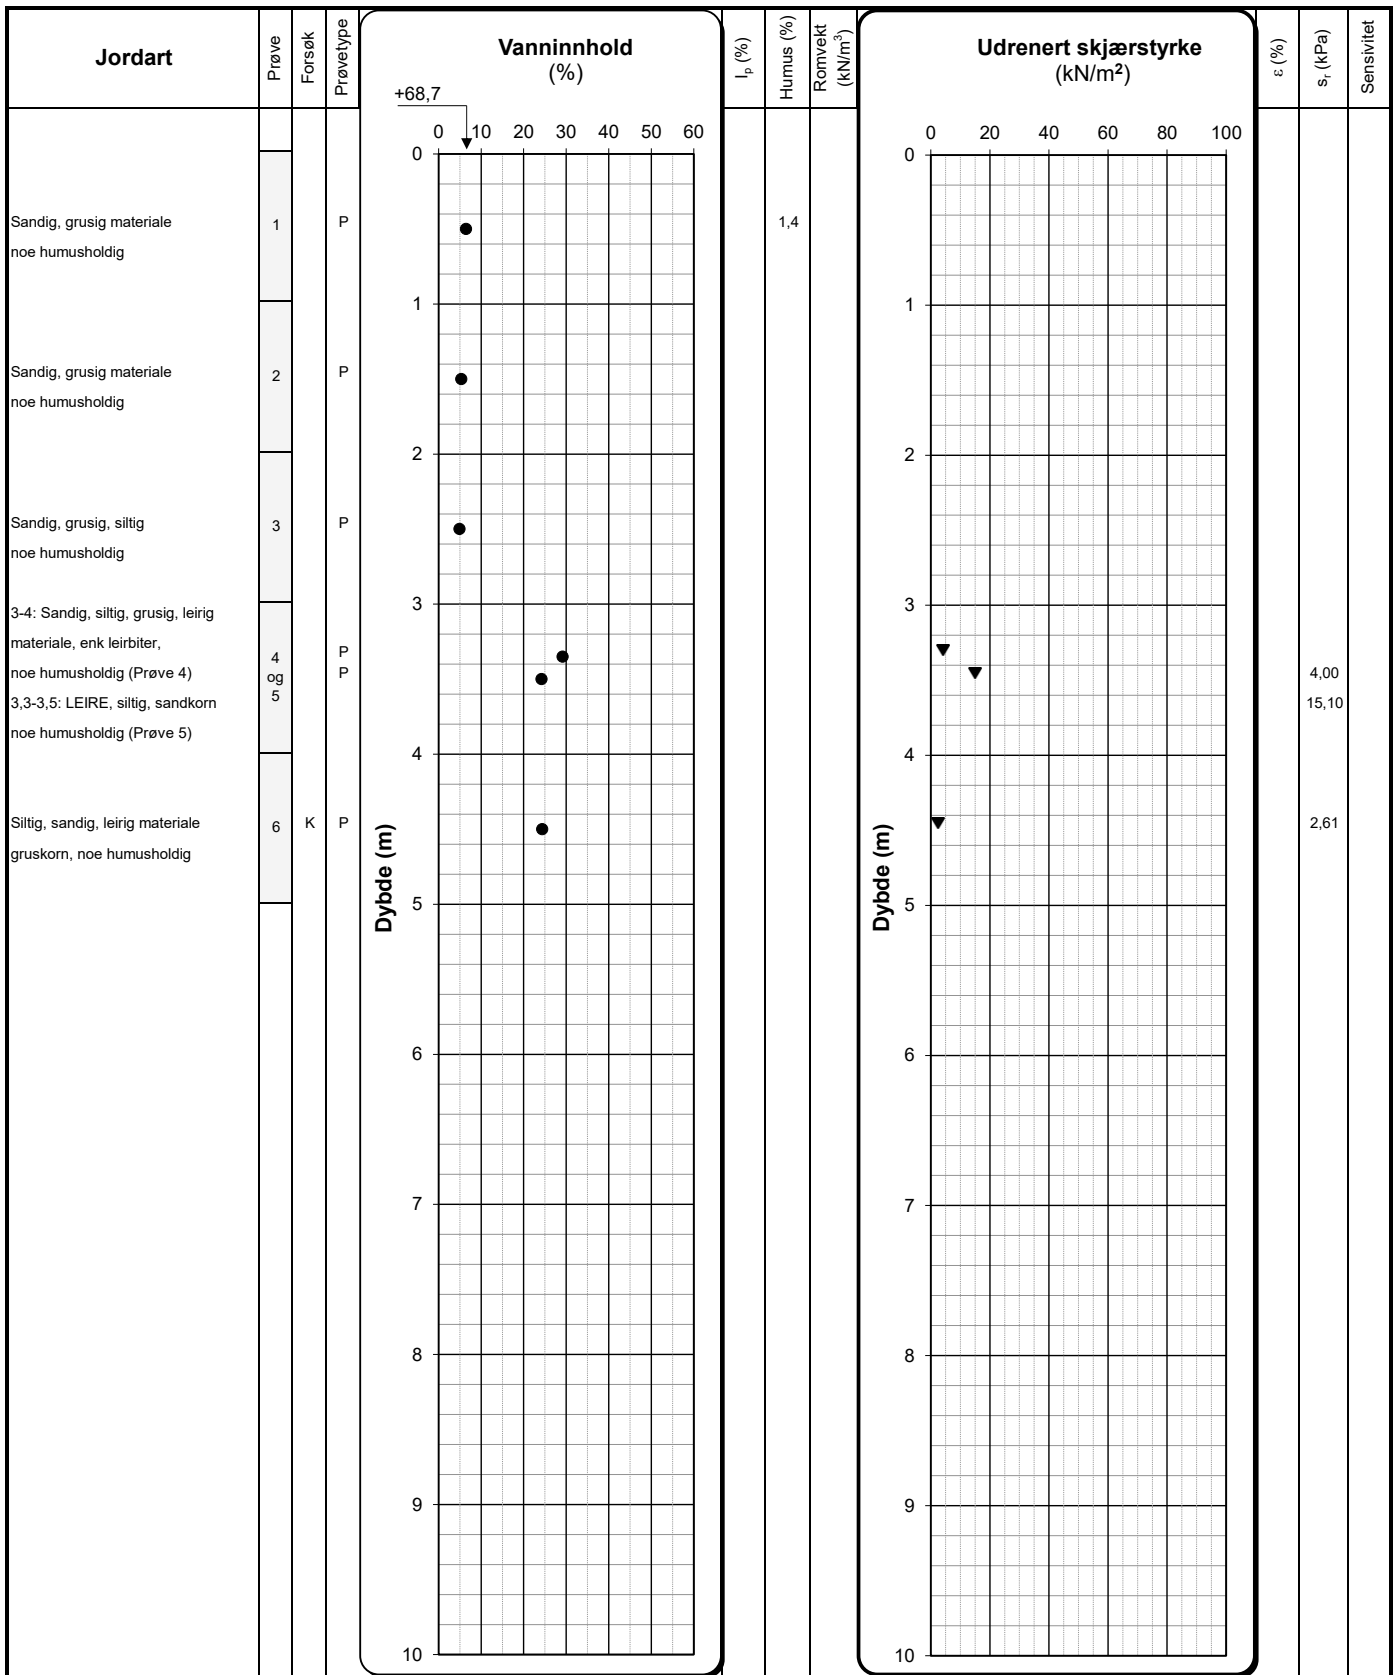 Jordart
Prøve
Forsøk
Prøvetype
Vanninnhold
(%)
Ip (%)
Humus (%)
Romvekt
(kN/m³)
Udrenert skjærstyrke
(kN/m²)
ε (%)
sr (kPa)
Sensivitet
+68,7
0 10 20 30 40 50 60
0 20 40 60 80 100
0
0
Sandig, grusig materiale 1 P 1,4
noe humusholdig
1
1
Sandig, grusig materiale 2 P
noe humusholdig
2
2
Sandig, grusig, siltig 3 P
noe humusholdig
3
3
3-4: Sandig, siltig, grusig, leirig
materiale, enk leirbiter, 4 P
noe humusholdig (Prøve 4) og P 4,00
3,3-3,5: LEIRE, siltig, sandkorn 5 15,10
noe humusholdig (Prøve 5)
4
4
Siltig, sandig, leirig materiale 6 K P 2,61
gruskorn, noe humusholdig
Dybde (m)
Dybde (m)
5
5
6
6
7
7
8
8
9
9
10
10